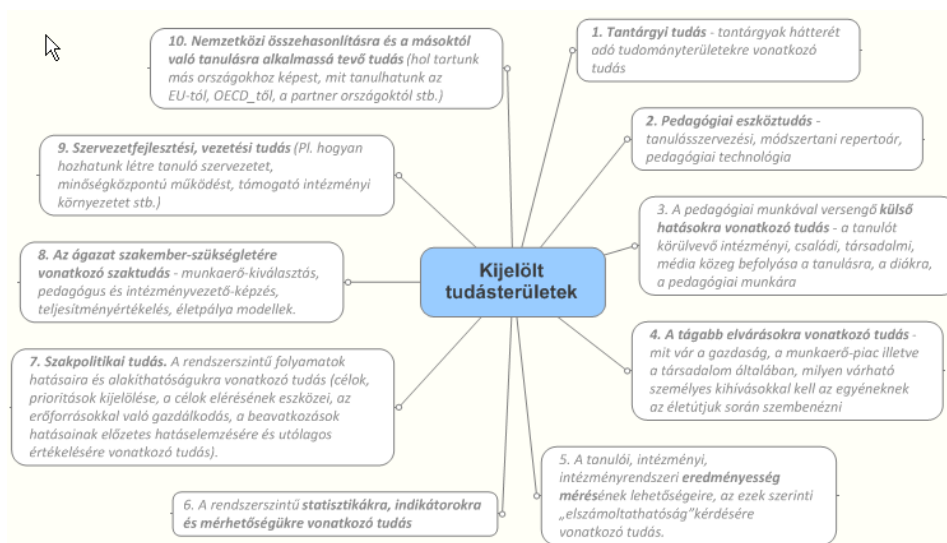 Kijelölt
tudásterületek
1. Tantárgyi tudás - tantárgyak hátterét
adó tudományterületekre vonatkozó
tudás
2. Pedagógiai eszköztudás -
tanulásszervezési, módszertani repertoár,
pedagógiai technológia
3. A pedagógiai munkával versengő külső
hatásokra vonatkozó tudás - a tanulót
körülvevő intézményi, családi, társadalmi,
média közeg befolyása a tanulásra, a diákra,
a pedagógiai munkára
4. A tágabb elvárásokra vonatkozó tudás -
mit vár a gazdaság, a munkaerő-piac illetve
a társadalom általában, milyen várható
személyes kihívásokkal kell az egyéneknek
az életútjuk során szembenézni
5. A tanulói, intézményi,
intézményrendszeri eredményesség
mérésének lehetőségeire, az ezek szerinti
„elszámoltathatóság"kérdésére
vonatkozó tudás.
6. A rendszerszintű statisztikákra, indikátorokra
és mérhetőségükre vonatkozó tudás
7. Szakpolitikai tudás. A rendszerszintű folyamatok
hatásaira és alakíthatóságukra vonatkozó tudás (célok,
prioritások kijelölése, a célok elérésének eszközei, az
erőforrásokkal való gazdálkodás, a beavatkozások
hatásainak előzetes hatáselemzésére és utólagos
értékelésére vonatkozó tudás).
8. Az ágazat szakember-szükségletére
vonatkozó szaktudás - munkaerő-kiválasztás,
pedagógus és intézményvezető-képzés,
teljesítményértékelés, életpálya modellek.
9. Szervezetfejlesztési, vezetési tudás (Pl. hogyan
hozhatunk létre tanuló szervezetet,
minőségközpontú működést, támogató intézményi
környezetet stb.)
10. Nemzetközi összehasonlításra és a másoktól
való tanulásra alkalmassá tevő tudás (hol tartunk
más országokhoz képest, mit tanulhatunk az
EU-tól, OECD_től, a partner országoktól stb.)